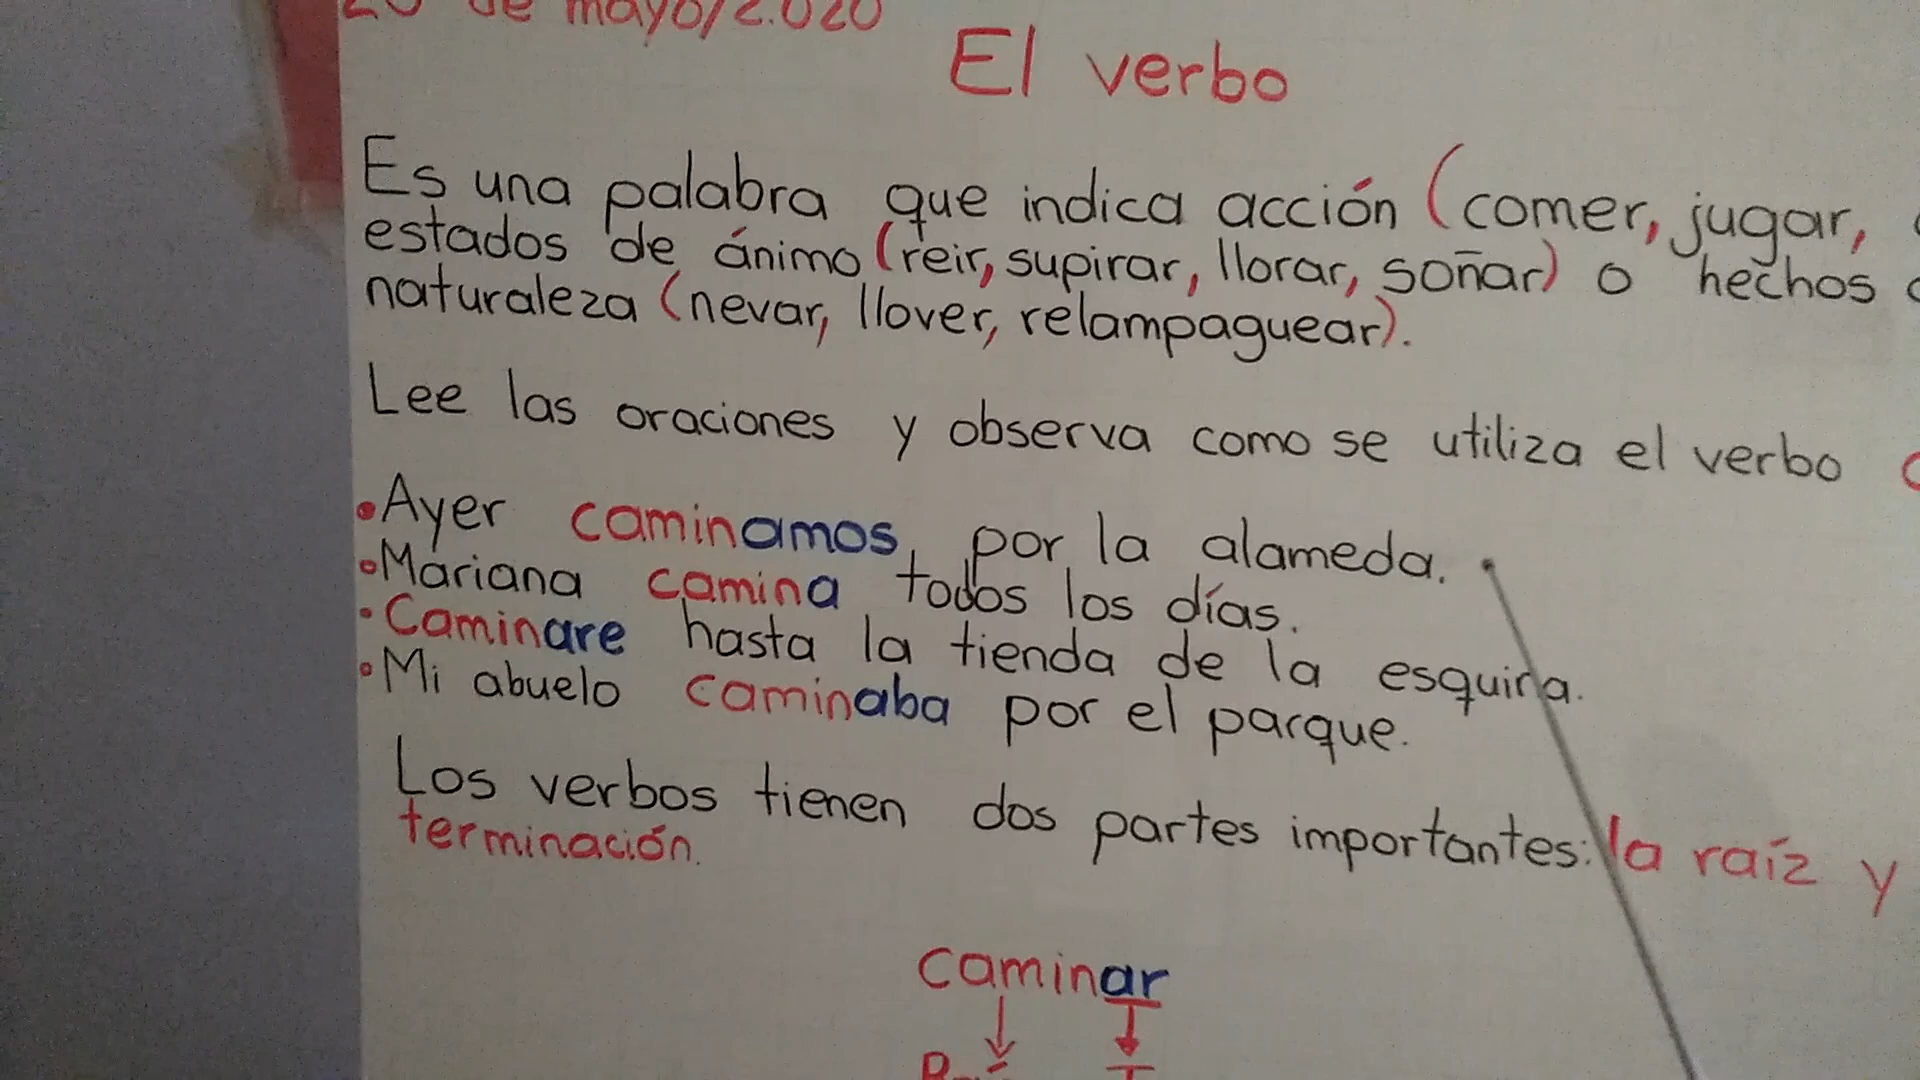 de mayo/2.020
El verbo
Es una palabra que indica acción (comer, jugar,
estados de ánimo (reir, supirar, llorar, soñar) o hechos
naturaleza (nevar, llover, relampaguear).
Lee las oraciones y observa como se utiliza el verbo
•Ayer caminamos por la alameda.
•Mariana camina todos los días.
•Caminare hasta la tienda de la esquina.
•Mi abuelo caminaba por el parque.
Los verbos tienen dos partes importantes: la raíz y
terminación.
Caminar